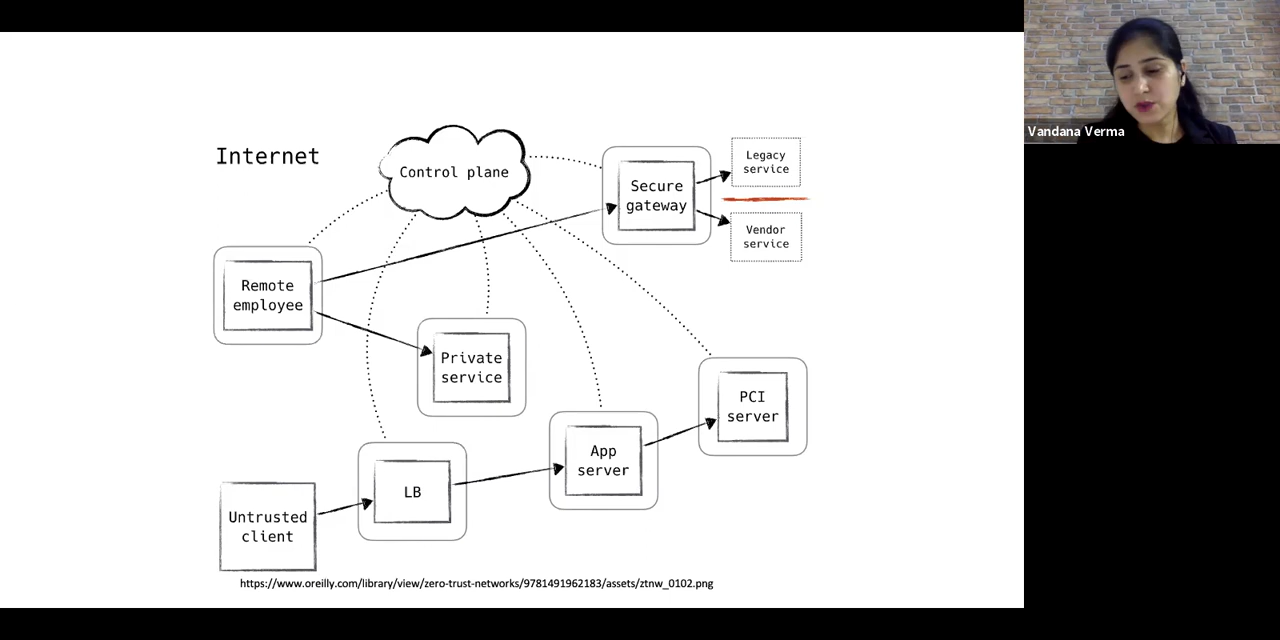 Internet
Control plane
Secure
gateway
Legacy
service
Vendor
service
Remote
employee
Private
service
PCI
server
App
server
LB
Untrusted
client
https://www.oreilly.com/library/view/zero-trust-networks/9781491962183/assets/ztnw_0102.png
Vandana Verma